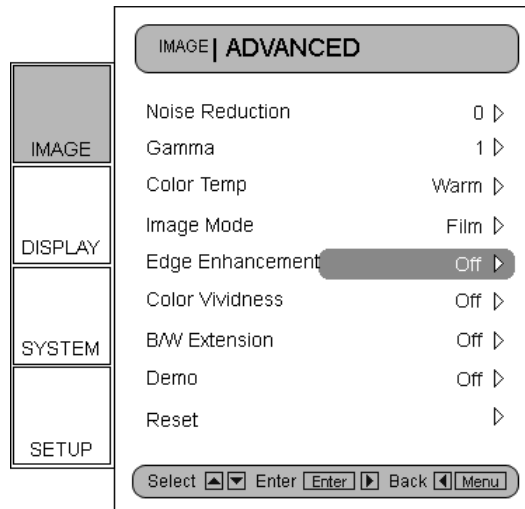 IMAGE | ADVANCED
IMAGE
DISPLAY
SYSTEM
SETUP
Noise Reduction 0
Gamma 1
Color Temp Warm
Image Mode Film
Edge Enhancement Off
Color Vividness Off
B/W Extension Off
Demo Off
Reset
Select Enter Enter Back Menu